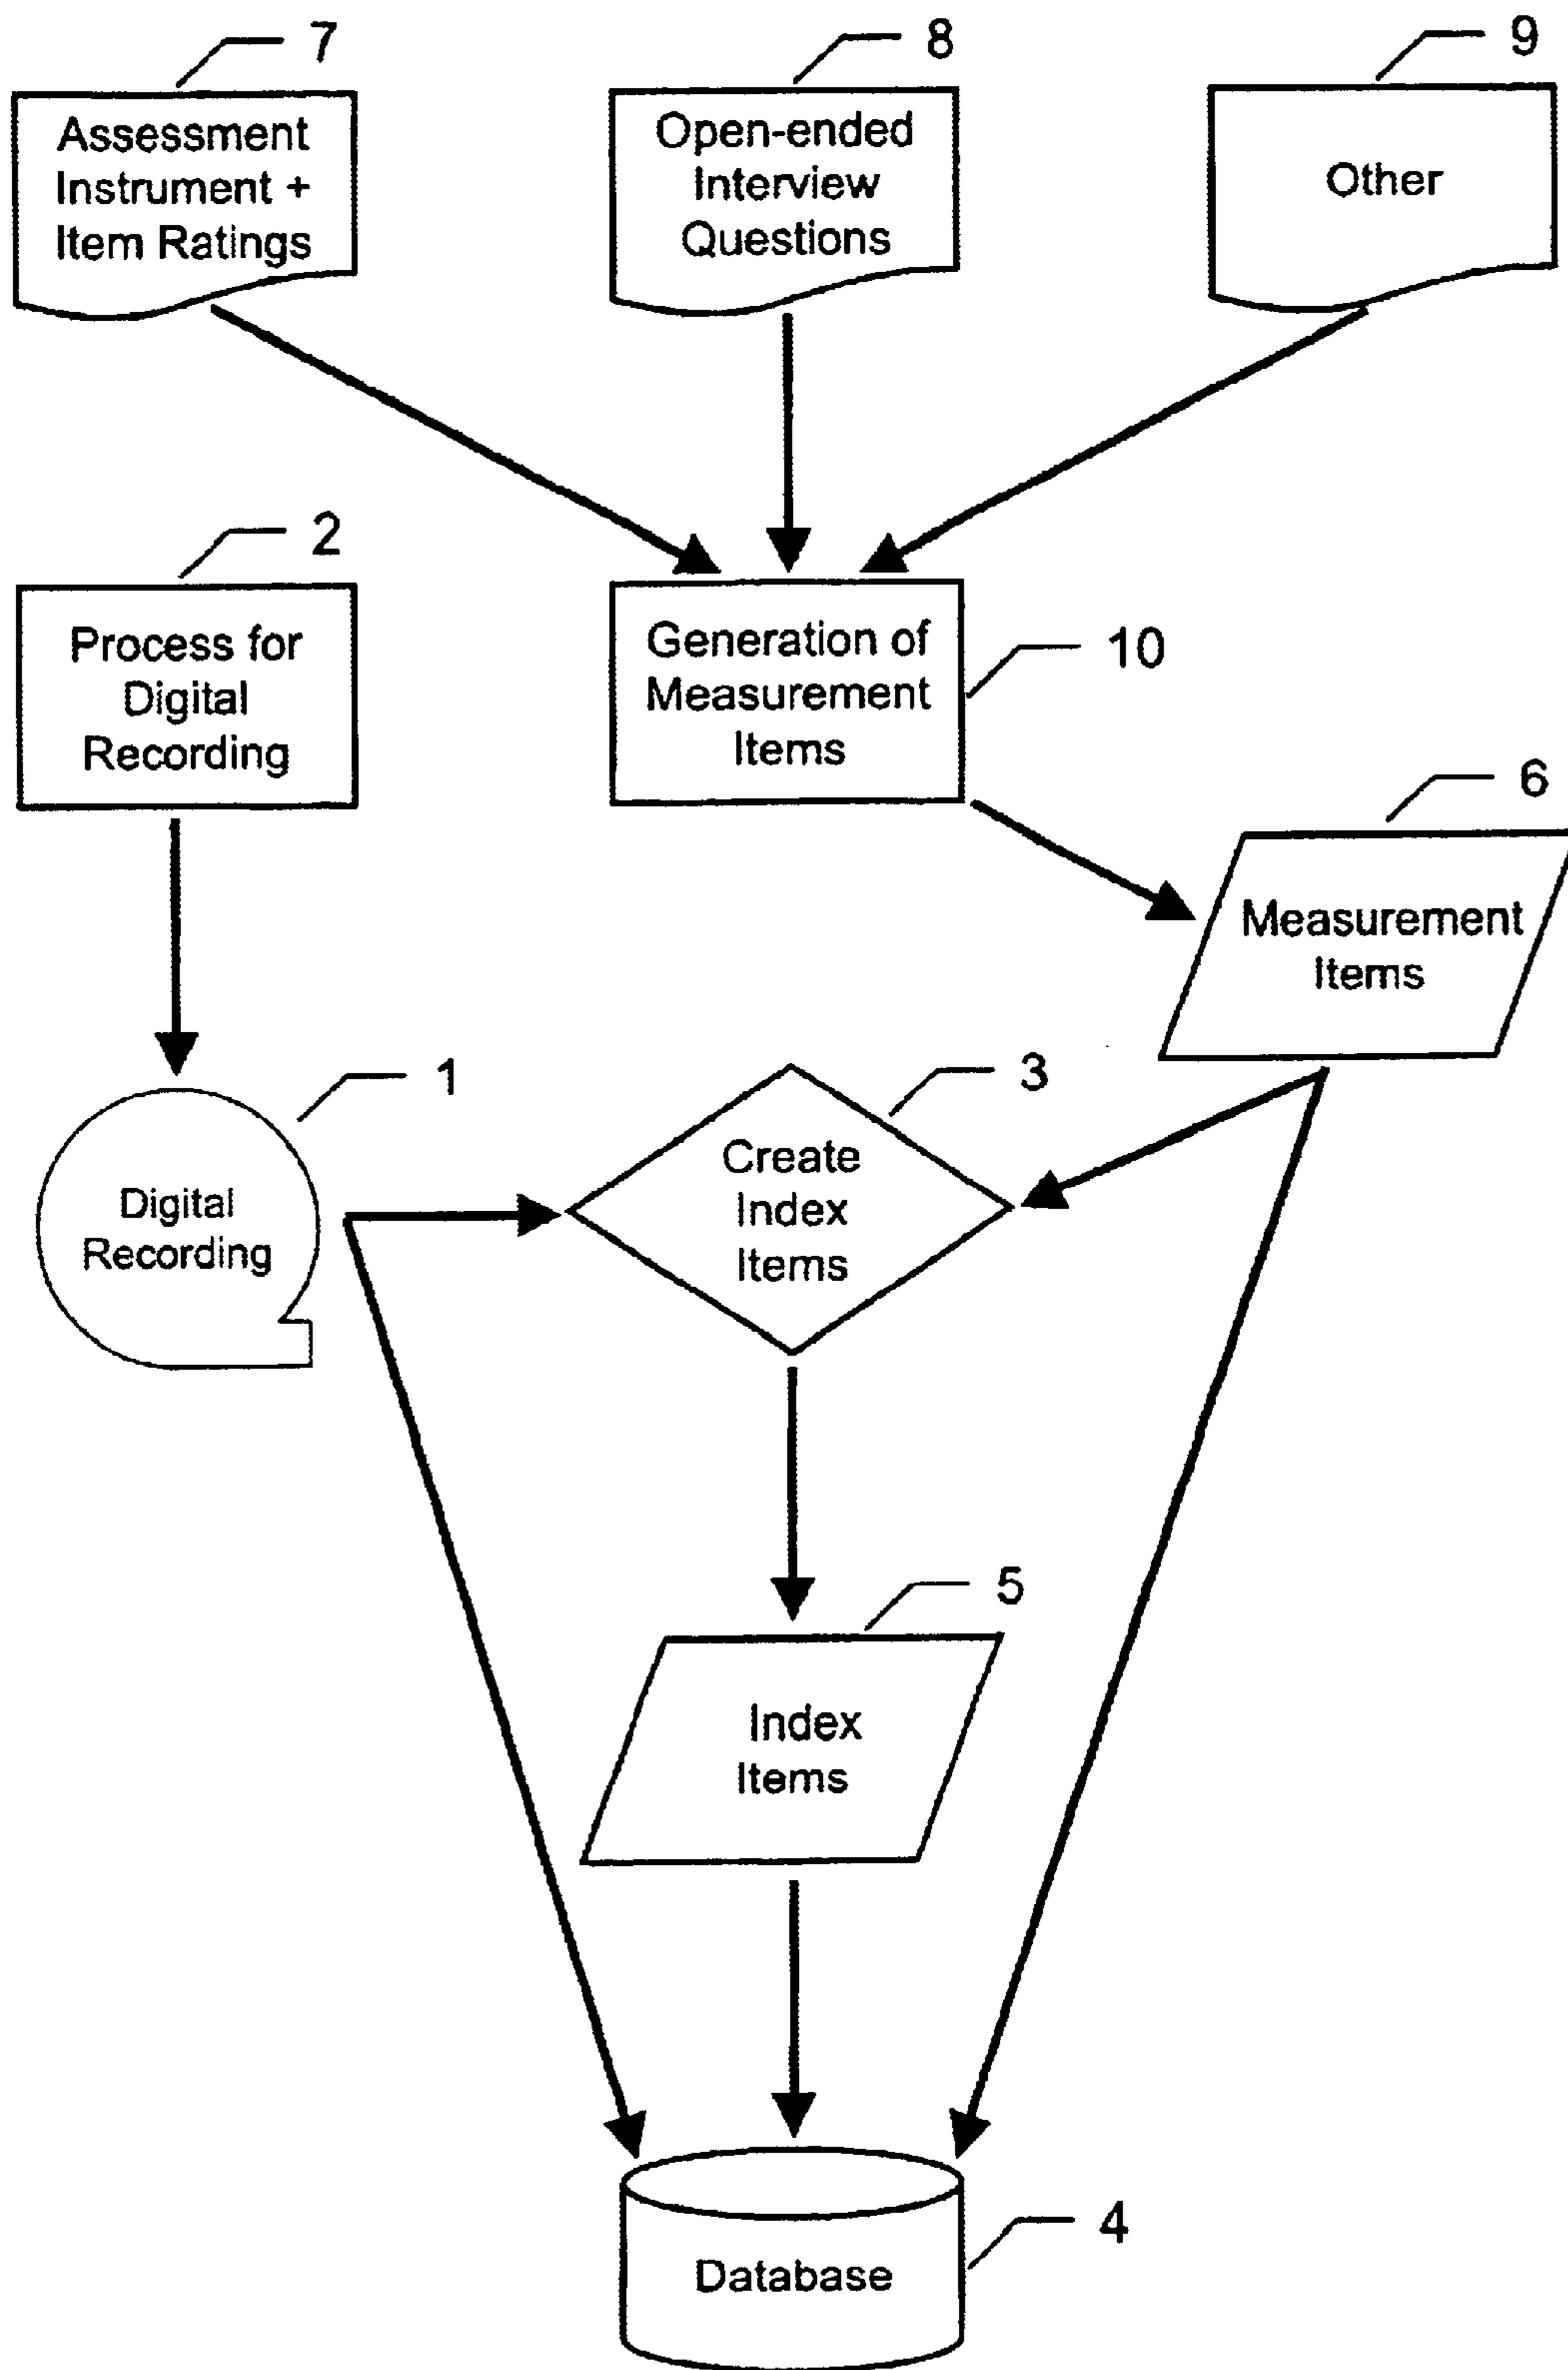 7
8
9
Assessment
Instrument +
Item Ratings
Open-ended
Interview
Questions
Other
2
Process for
Digital
Recording
Generation of
Measurement
Items
10
6
Measurement
Items
1
Digital
Recording
3
Create
Index
Items
5
Index
Items
4
Database